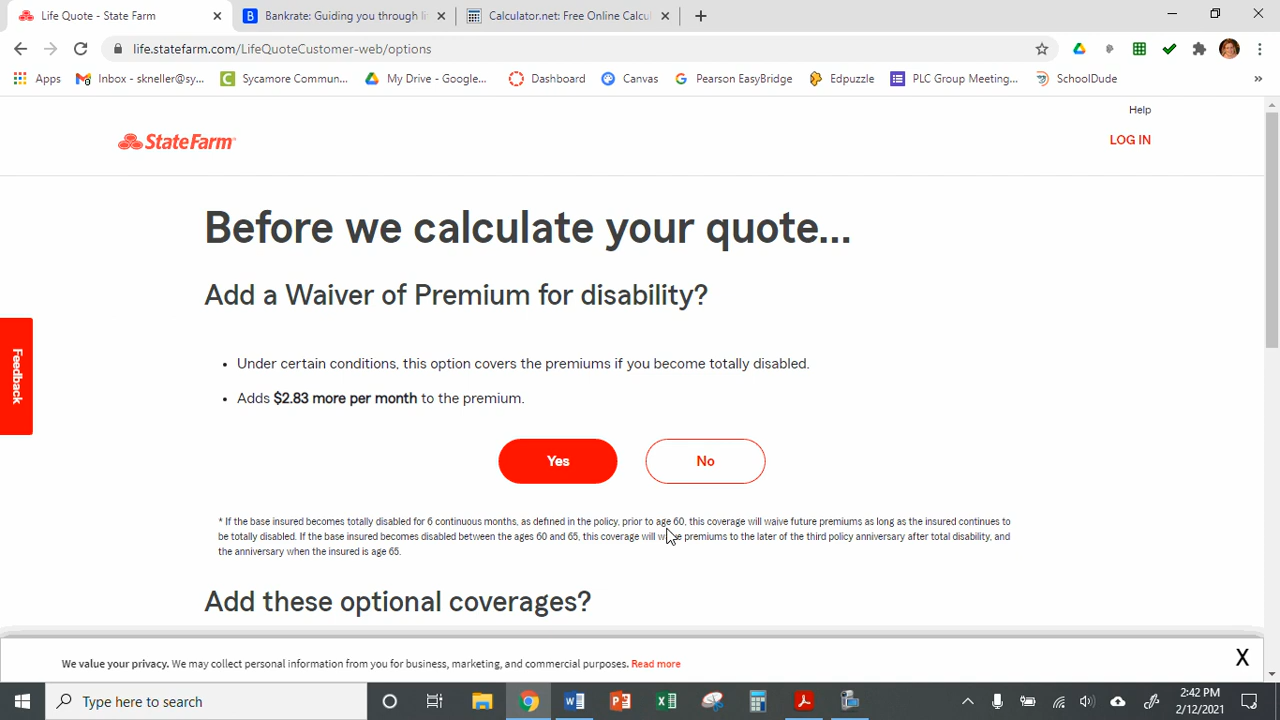 Life Quote - State Farm
Bankrate: Guiding you through li
Calculator.net: Free Online Calcu
life.statefarm.com/LifeQuoteCustomer-web/options
Apps
Inbox - skneller@sy...
Sycamore Commun...
My Drive - Google...
Dashboard
Canvas
Pearson EasyBridge
Edpuzzle
PLC Group Meeting...
SchoolDude
Help
StateFarm
LOG IN
Before we calculate your quote...
Add a Waiver of Premium for disability?
• Under certain conditions, this option covers the premiums if you become totally disabled.
• Adds $2.83 more per month to the premium.
Yes
No
* If the base insured becomes totally disabled for 6 continuous months, as defined in the policy, prior to age 60, this coverage will waive future premiums as long as the insured continues to
be totally disabled. If the base insured becomes disabled between the ages 60 and 65, this coverage will waive premiums to the later of the third policy anniversary after total disability, and
the anniversary when the insured is age 65.
Add these optional coverages?
Feedback
We value your privacy. We may collect personal information from you for business, marketing, and commercial purposes. Read more
X
Type here to search
2:42 PM
2/12/2021